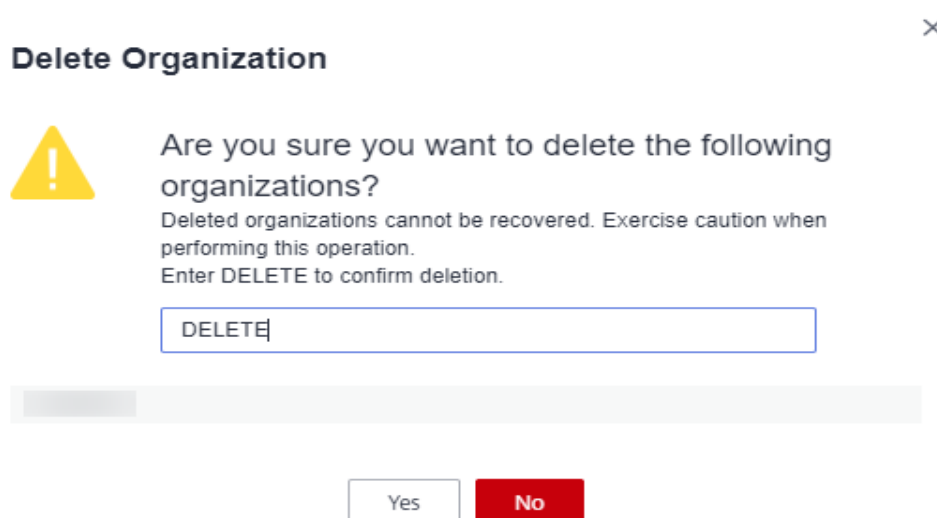 Delete Organization
Are you sure you want to delete the following
organizations?
Deleted organizations cannot be recovered. Exercise caution when
performing this operation.
Enter DELETE to confirm deletion.
DELETE
Yes
No